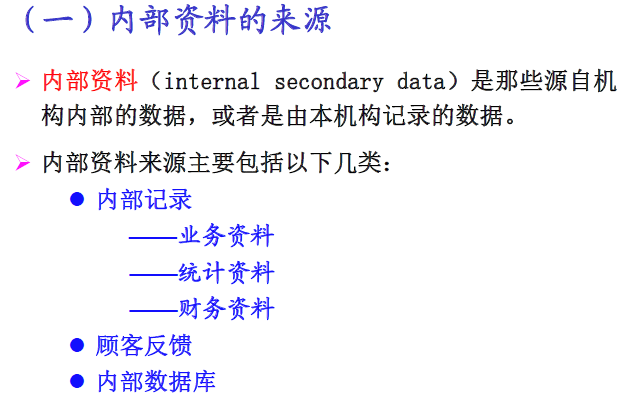 （一）内部资料的来源
内部资料（internal secondary data）是那些源自机
构内部的数据，或者是由本机构记录的数据。
内部资料来源主要包括以下几类：
内部记录
——业务资料
——统计资料
——财务资料
顾客反馈
内部数据库